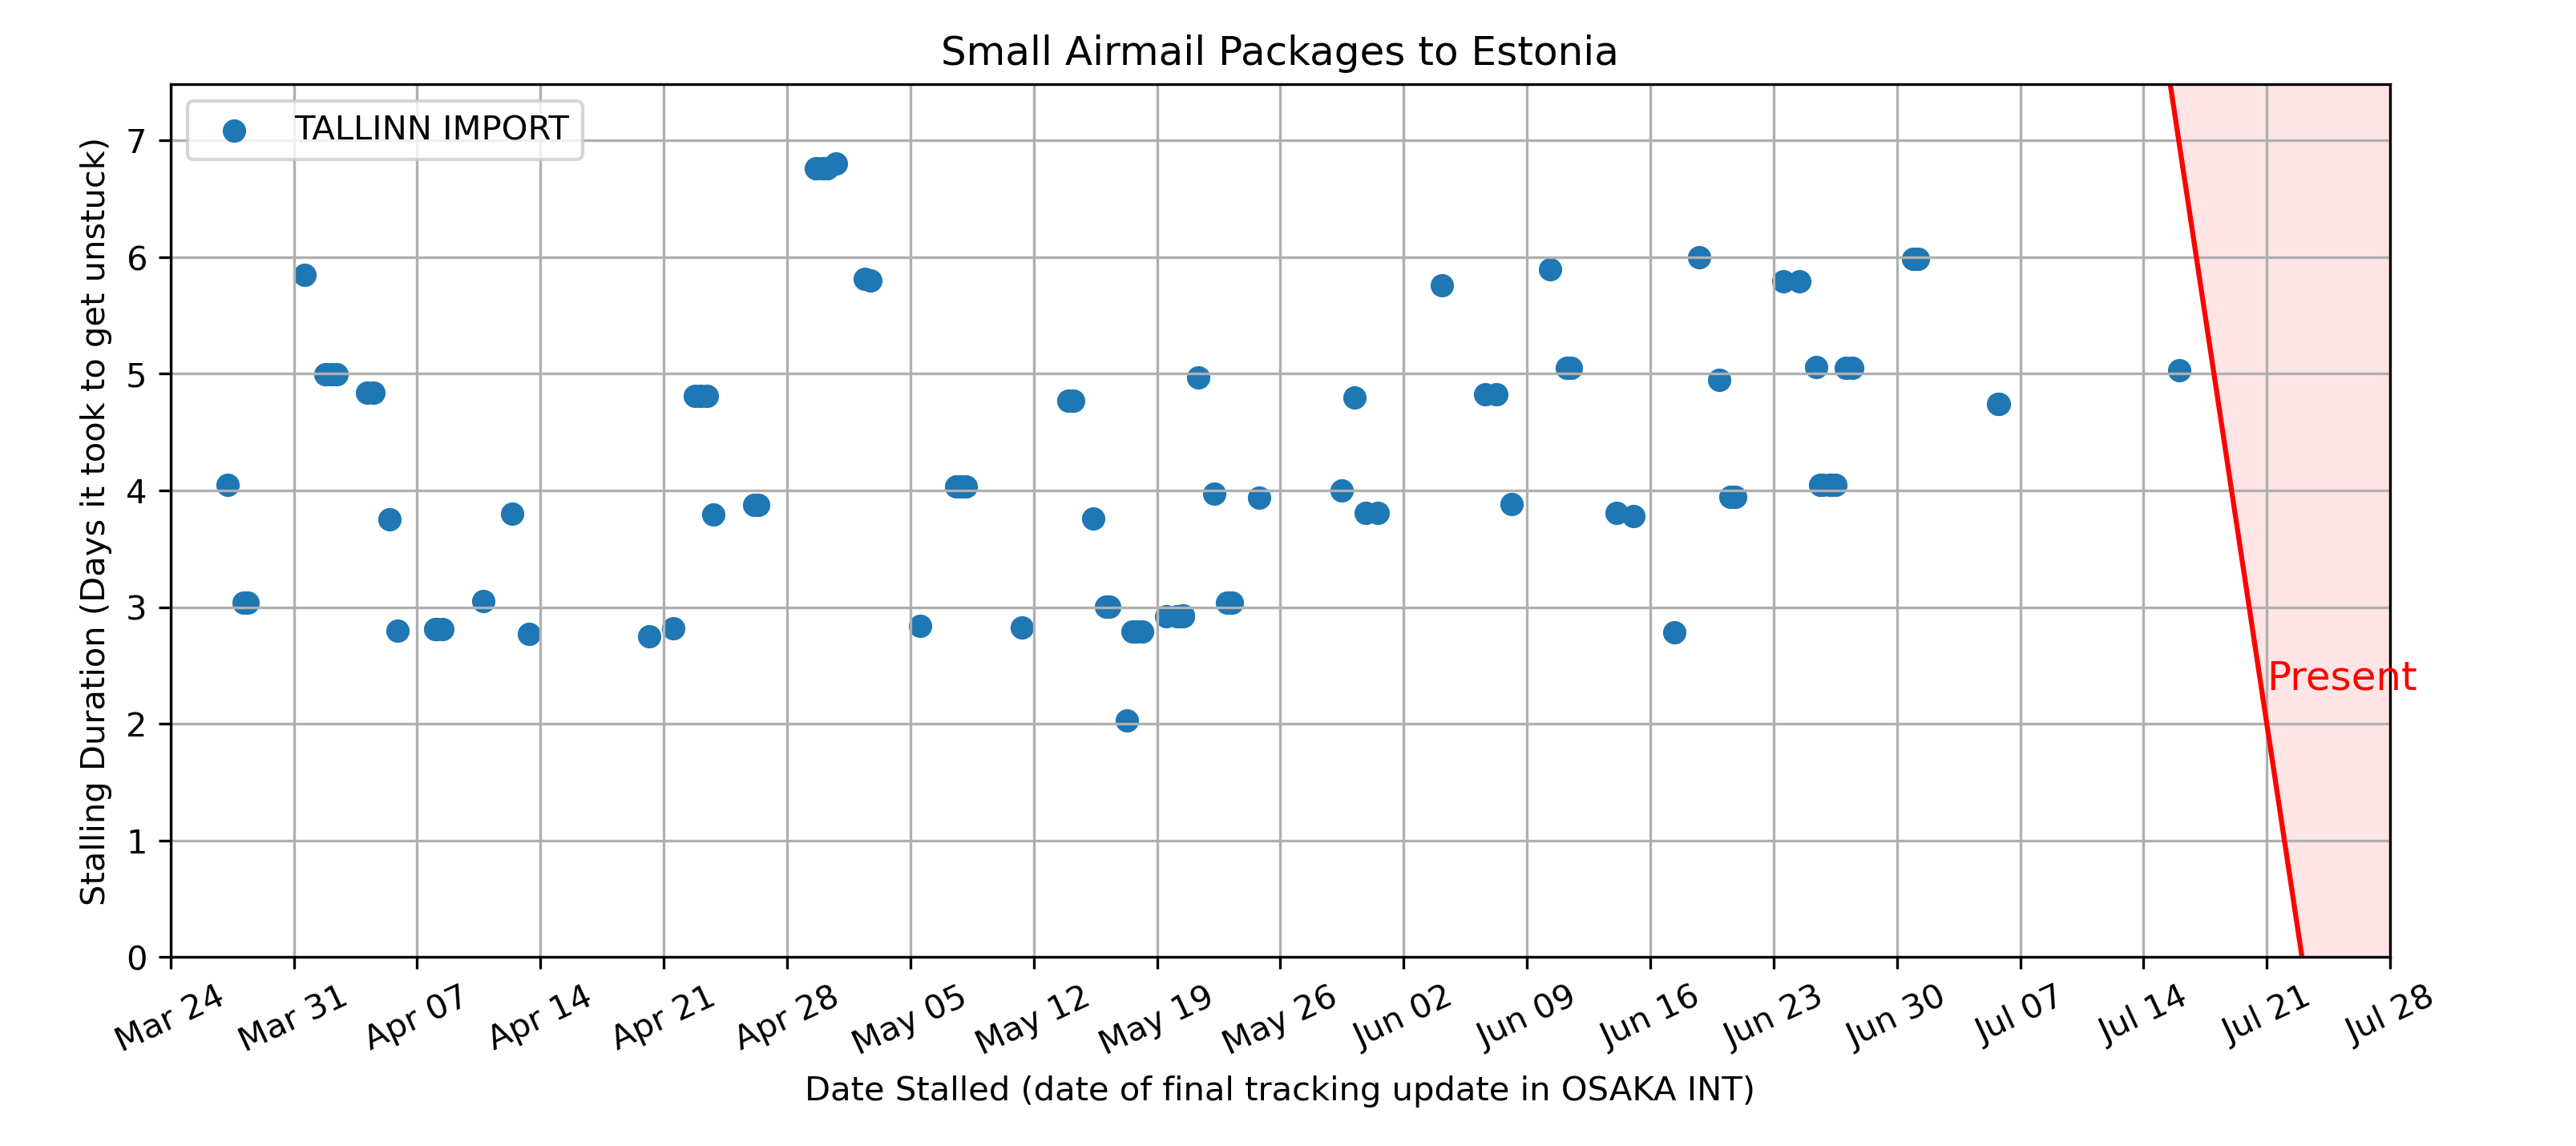 Small Airmail Packages to Estonia
TALLINN IMPORT
Stalling Duration (Days it took to get unstuck)
7
6
5
4
3
2
1
0
Present
Mar 24
Mar 31
Apr 07
Apr 14
Apr 21
Apr 28
May 05
May 12
May 19
May 26
Jun 02
Jun 09
Jun 16
Jun 23
Jun 30
Jul 07
Jul 14
Jul 21
Jul 28
Date Stalled (date of final tracking update in OSAKA INT)